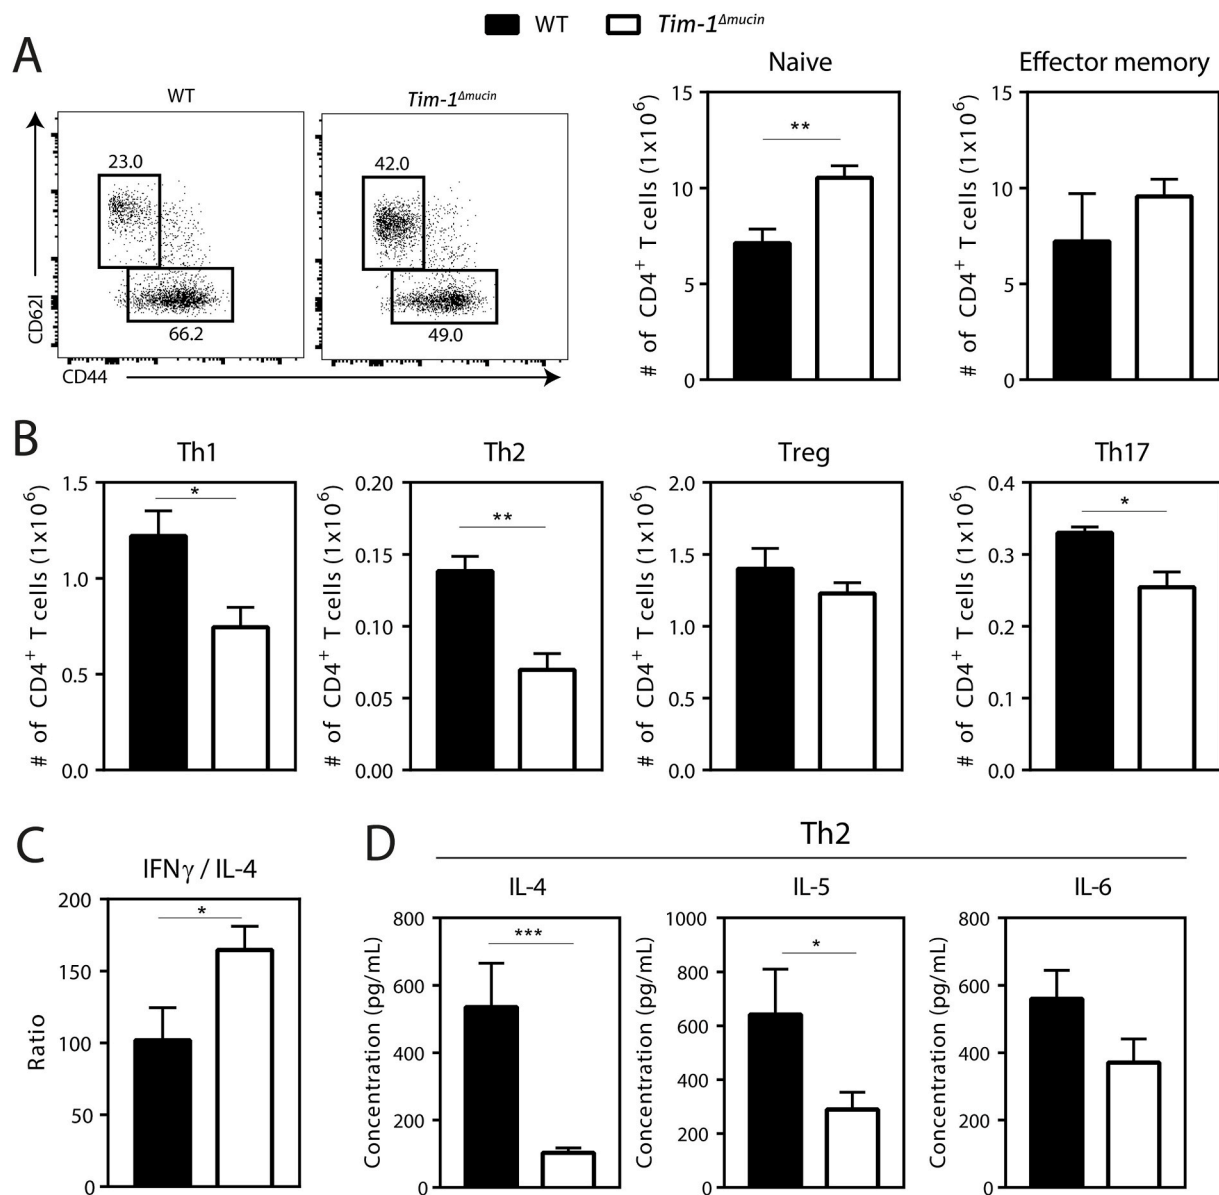 WT Tim-1Δmucin
A
WT
Tim-1Δmucin
23.0
66.2
42.0
49.0
CD62l
CD44
Naive
# of CD4+ T cells (1x10⁶)
15
10
5
0
**
Effector memory
# of CD4+ T cells (1x10⁶)
15
10
5
0
B
Th1
# of CD4+ T cells (1x10⁶)
1.5
1.0
0.5
0.0
*
Th2
# of CD4+ T cells (1x10⁶)
0.20
0.15
0.10
0.05
0.00
**
Treg
# of CD4+ T cells (1x10⁶)
2.0
1.5
1.0
0.5
0.0
Th17
# of CD4+ T cells (1x10⁶)
0.4
0.3
0.2
0.1
0.0
*
C
IFNγ / IL-4
Ratio
200
150
100
50
0
*
D
Th2
IL-4
Concentration (pg/mL)
800
600
400
200
0
***
IL-5
Concentration (pg/mL)
1000
800
600
400
200
0
*
IL-6
Concentration (pg/mL)
800
600
400
200
0